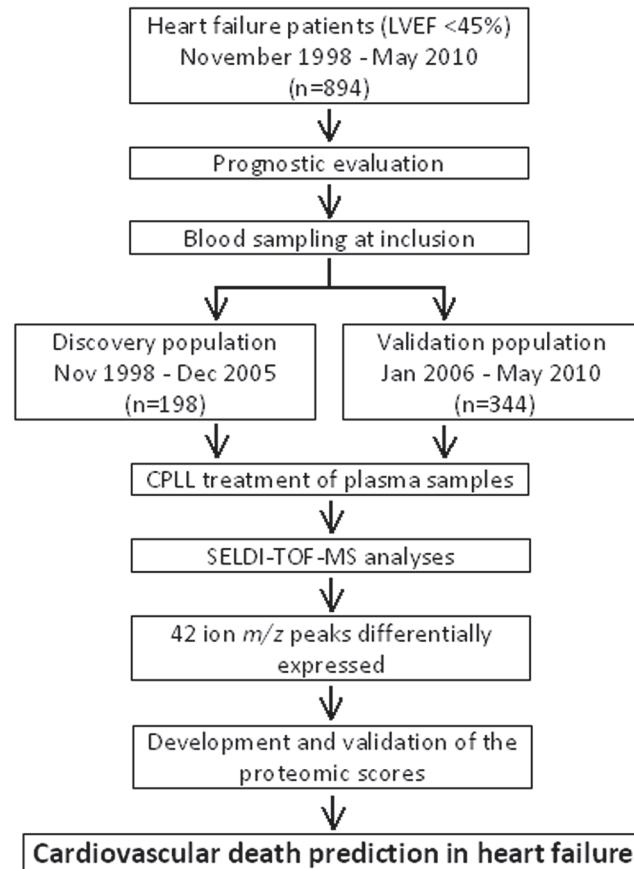 Heart failure patients (LVEF <45%)
November 1998 - May 2010
(n=894)
Prognostic evaluation
Blood sampling at inclusion
Discovery population
Nov 1998 - Dec 2005
(n=198)
Validation population
Jan 2006 - May 2010
(n=344)
CPLL treatment of plasma samples
SELDI-TOF-MS analyses
42 ion m/z peaks differentially
expressed
Development and validation of the
proteomic scores
Cardiovascular death prediction in heart failure